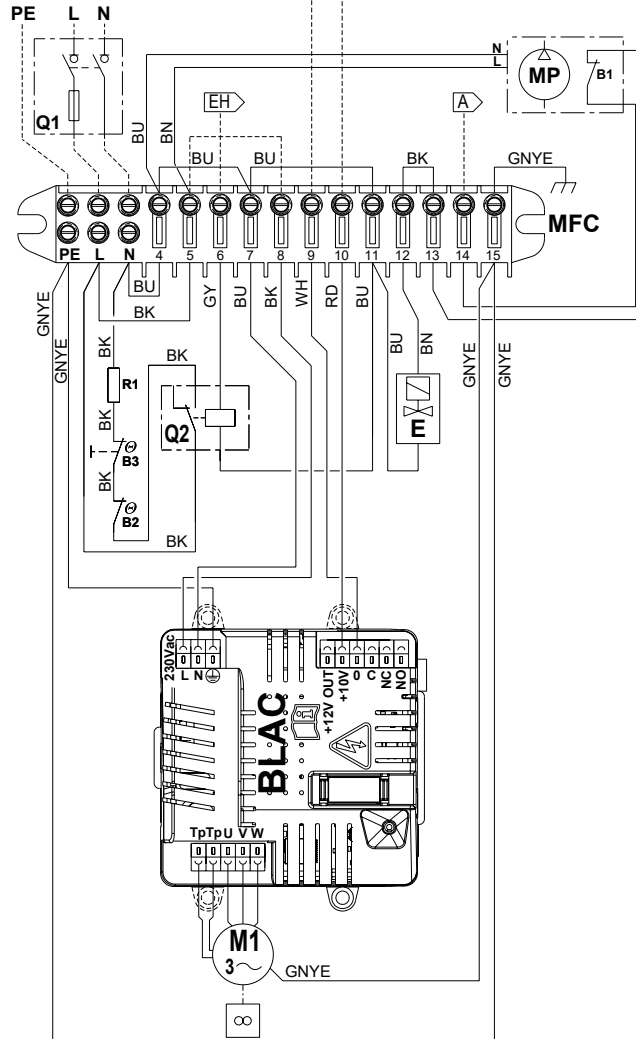 PE L N
N
L
MP
B1
Q1
EH
A
BU
BN
BU
BU
BK
GNYE
MFC
PE L N 4 5 6 7 8 9 10 11 12 13 14 15
BU
BK
GNYE
GNYE
GY
BU
BK
WH
RD
BU
BU
BN
GNYE
GNYE
BK
BK
R1
Q2
E
BK
B3
BK
B2
BK
230Vac
L N
+12V OUT
+10V
0
C
NC
NO
BLAC
i
Tp Tp U V W
M1
3~
GNYE
∞